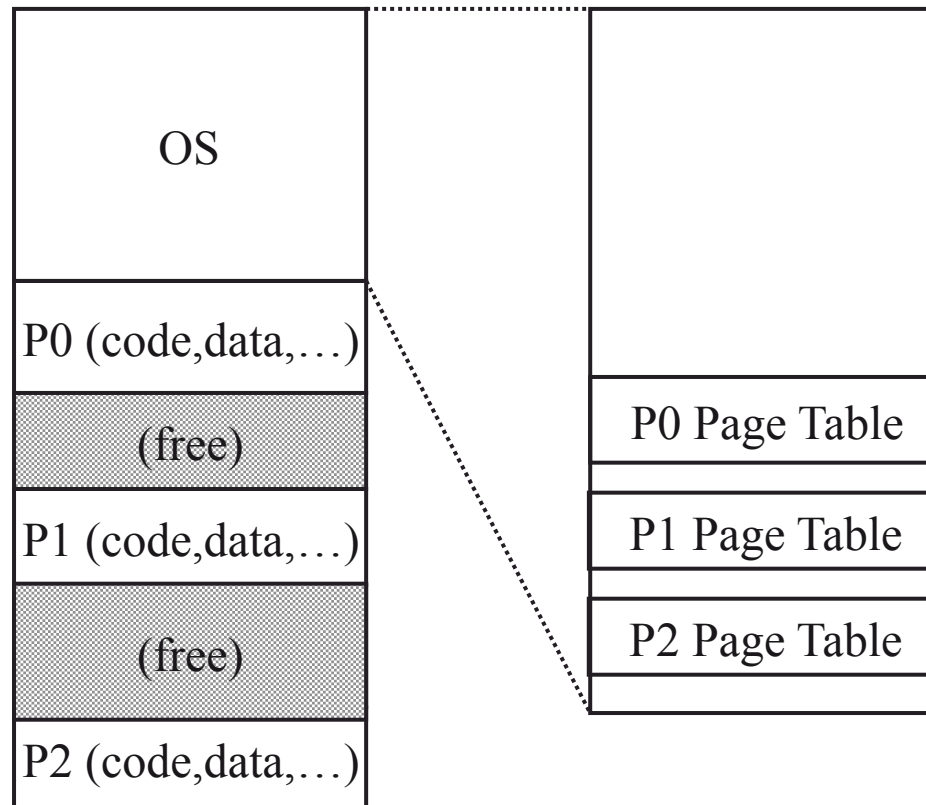 OS
P0 (code,data,…)
(free)
P1 (code,data,…)
(free)
P2 (code,data,…)
P0 Page Table
P1 Page Table
P2 Page Table